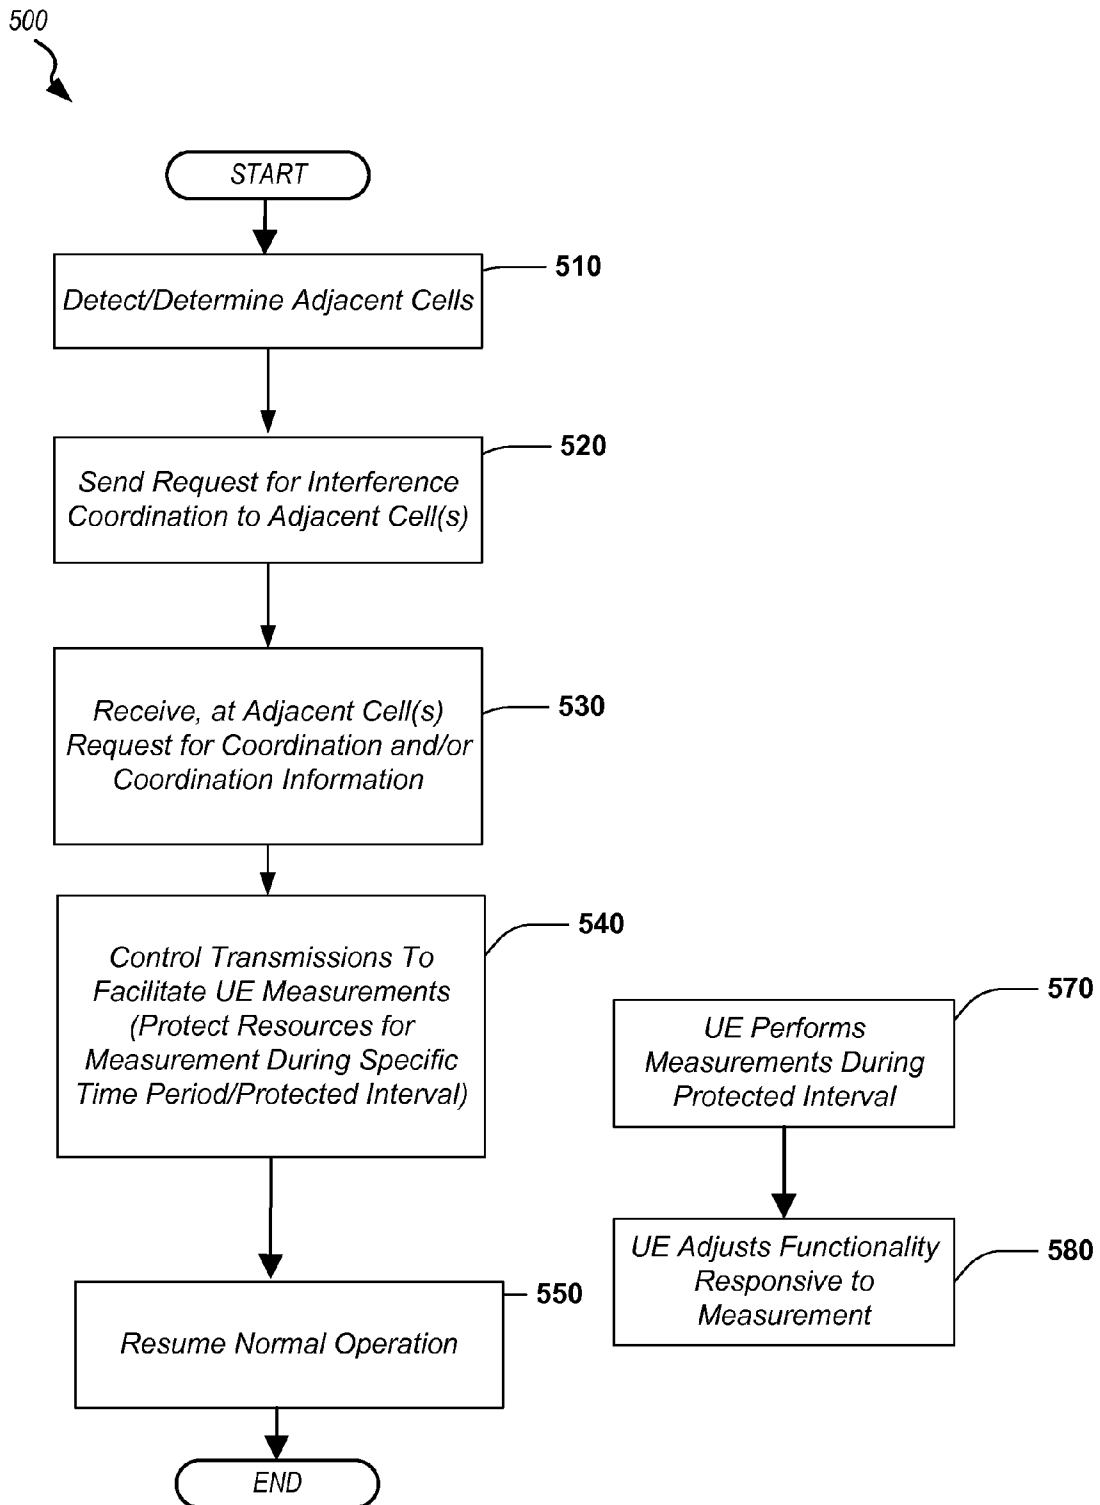 500
START
510
Detect/Determine Adjacent Cells
520
Send Request for Interference
Coordination to Adjacent Cell(s)
530
Receive, at Adjacent Cell(s)
Request for Coordination and/or
Coordination Information
540
Control Transmissions To
Facilitate UE Measurements
(Protect Resources for
Measurement During Specific
Time Period/Protected Interval)
550
Resume Normal Operation
END
570
UE Performs
Measurements During
Protected Interval
580
UE Adjusts Functionality
Responsive to
Measurement